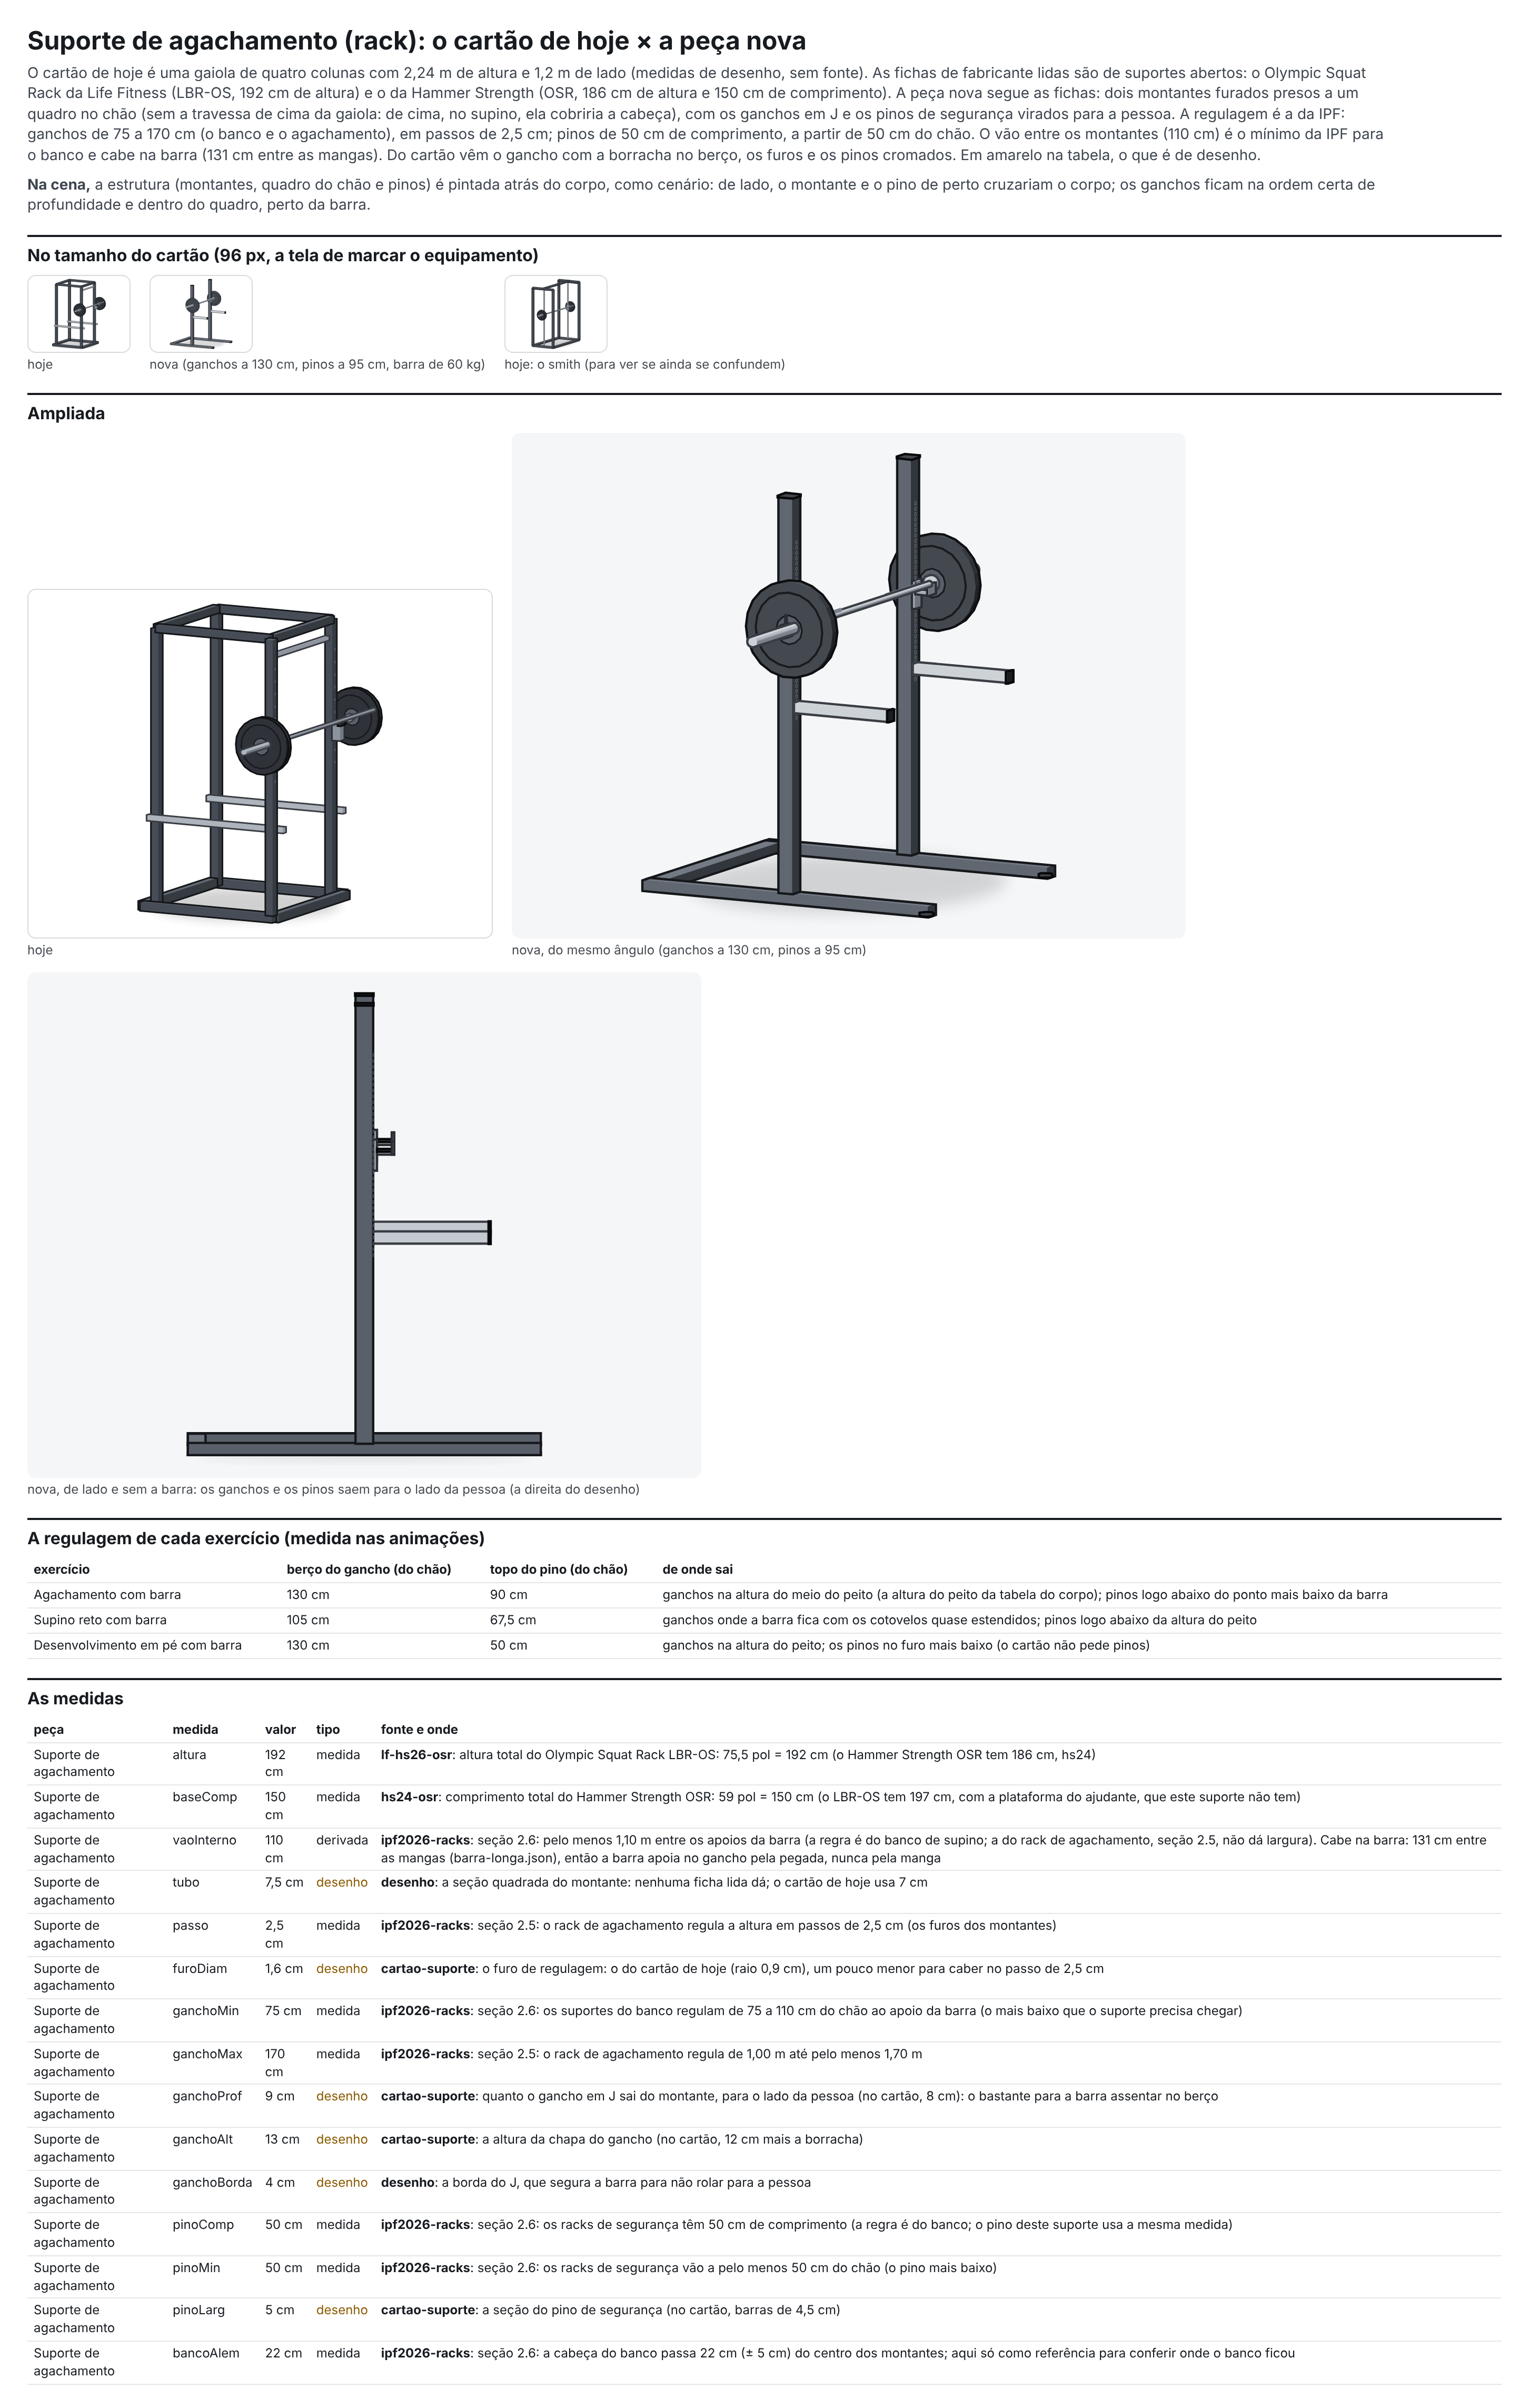 Suporte de agachamento (rack): o cartão de hoje × a peça nova
O cartão de hoje é uma gaiola de quatro colunas com 2,24 m de altura e 1,2 m de lado (medidas de desenho, sem fonte). As fichas de fabricante lidas são de suportes abertos: o Olympic Squat
Rack da Life Fitness (LBR-OS, 192 cm de altura) e o da Hammer Strength (OSR, 186 cm de altura e 150 cm de comprimento). A peça nova segue as fichas: dois montantes furados presos a um
quadro no chão (sem a travessa de cima da gaiola: de cima, no supino, ela cobriria a cabeça), com os ganchos em J e os pinos de segurança virados para a pessoa. A regulagem é a da IPF:
ganchos de 75 a 170 cm (o banco e o agachamento), em passos de 2,5 cm; pinos de 50 cm de comprimento, a partir de 50 cm do chão. O vão entre os montantes (110 cm) é o mínimo da IPF para
o banco e cabe na barra (131 cm entre as mangas). Do cartão vêm o gancho com a borracha no berço, os furos e os pinos cromados. Em amarelo na tabela, o que é de desenho.
Na cena, a estrutura (montantes, quadro do chão e pinos) é pintada atrás do corpo, como cenário: de lado, o montante e o pino de perto cruzariam o corpo; os ganchos ficam na ordem certa de
profundidade e dentro do quadro, perto da barra.
No tamanho do cartão (96 px, a tela de marcar o equipamento)
hoje
nova (ganchos a 130 cm, pinos a 95 cm, barra de 60 kg)
hoje: o smith (para ver se ainda se confundem)
Ampliada
hoje
nova, do mesmo ângulo (ganchos a 130 cm, pinos a 95 cm)
nova, de lado e sem a barra: os ganchos e os pinos saem para o lado da pessoa (a direita do desenho)
A regulagem de cada exercício (medida nas animações)
exercício berço do gancho (do chão) topo do pino (do chão) de onde sai
Agachamento com barra 130 cm 90 cm ganchos na altura do meio do peito (a altura do peito da tabela do corpo); pinos logo abaixo do ponto mais baixo da barra
Supino reto com barra 105 cm 67,5 cm ganchos onde a barra fica com os cotovelos quase estendidos; pinos logo abaixo da altura do peito
Desenvolvimento em pé com barra 130 cm 50 cm ganchos na altura do peito; os pinos no furo mais baixo (o cartão não pede pinos)
As medidas
peça medida valor tipo fonte e onde
Suporte de agachamento altura 192 cm medida lf-hs26-osr: altura total do Olympic Squat Rack LBR-OS: 75,5 pol = 192 cm (o Hammer Strength OSR tem 186 cm, hs24)
Suporte de agachamento baseComp 150 cm medida hs24-osr: comprimento total do Hammer Strength OSR: 59 pol = 150 cm (o LBR-OS tem 197 cm, com a plataforma do ajudante, que este suporte não tem)
Suporte de agachamento vaoInterno 110 cm derivada ipf2026-racks: seção 2.6: pelo menos 1,10 m entre os apoios da barra (a regra é do banco de supino; a do rack de agachamento, seção 2.5, não dá largura). Cabe na barra: 131 cm entre
as mangas (barra-longa.json), então a barra apoia no gancho pela pegada, nunca pela manga
Suporte de agachamento tubo 7,5 cm desenho desenho: a seção quadrada do montante: nenhuma ficha lida dá; o cartão de hoje usa 7 cm
Suporte de agachamento passo 2,5 cm medida ipf2026-racks: seção 2.5: o rack de agachamento regula a altura em passos de 2,5 cm (os furos dos montantes)
Suporte de agachamento furoDiam 1,6 cm desenho cartao-suporte: o furo de regulagem: o do cartão de hoje (raio 0,9 cm), um pouco menor para caber no passo de 2,5 cm
Suporte de agachamento ganchoMin 75 cm medida ipf2026-racks: seção 2.6: os suportes do banco regulam de 75 a 110 cm do chão ao apoio da barra (o mais baixo que o suporte precisa chegar)
Suporte de agachamento ganchoMax 170 cm medida ipf2026-racks: seção 2.5: o rack de agachamento regula de 1,00 m até pelo menos 1,70 m
Suporte de agachamento ganchoProf 9 cm desenho cartao-suporte: quanto o gancho em J sai do montante, para o lado da pessoa (no cartão, 8 cm): o bastante para a barra assentar no berço
Suporte de agachamento ganchoAlt 13 cm desenho cartao-suporte: a altura da chapa do gancho (no cartão, 12 cm mais a borracha)
Suporte de agachamento ganchoBorda 4 cm desenho desenho: a borda do J, que segura a barra para não rolar para a pessoa
Suporte de agachamento pinoComp 50 cm medida ipf2026-racks: seção 2.6: os racks de segurança têm 50 cm de comprimento (a regra é do banco; o pino deste suporte usa a mesma medida)
Suporte de agachamento pinoMin 50 cm medida ipf2026-racks: seção 2.6: os racks de segurança vão a pelo menos 50 cm do chão (o pino mais baixo)
Suporte de agachamento pinoLarg 5 cm desenho cartao-suporte: a seção do pino de segurança (no cartão, barras de 4,5 cm)
Suporte de agachamento bancoAlem 22 cm medida ipf2026-racks: seção 2.6: a cabeça do banco passa 22 cm (± 5 cm) do centro dos montantes; aqui só como referência para conferir onde o banco ficou